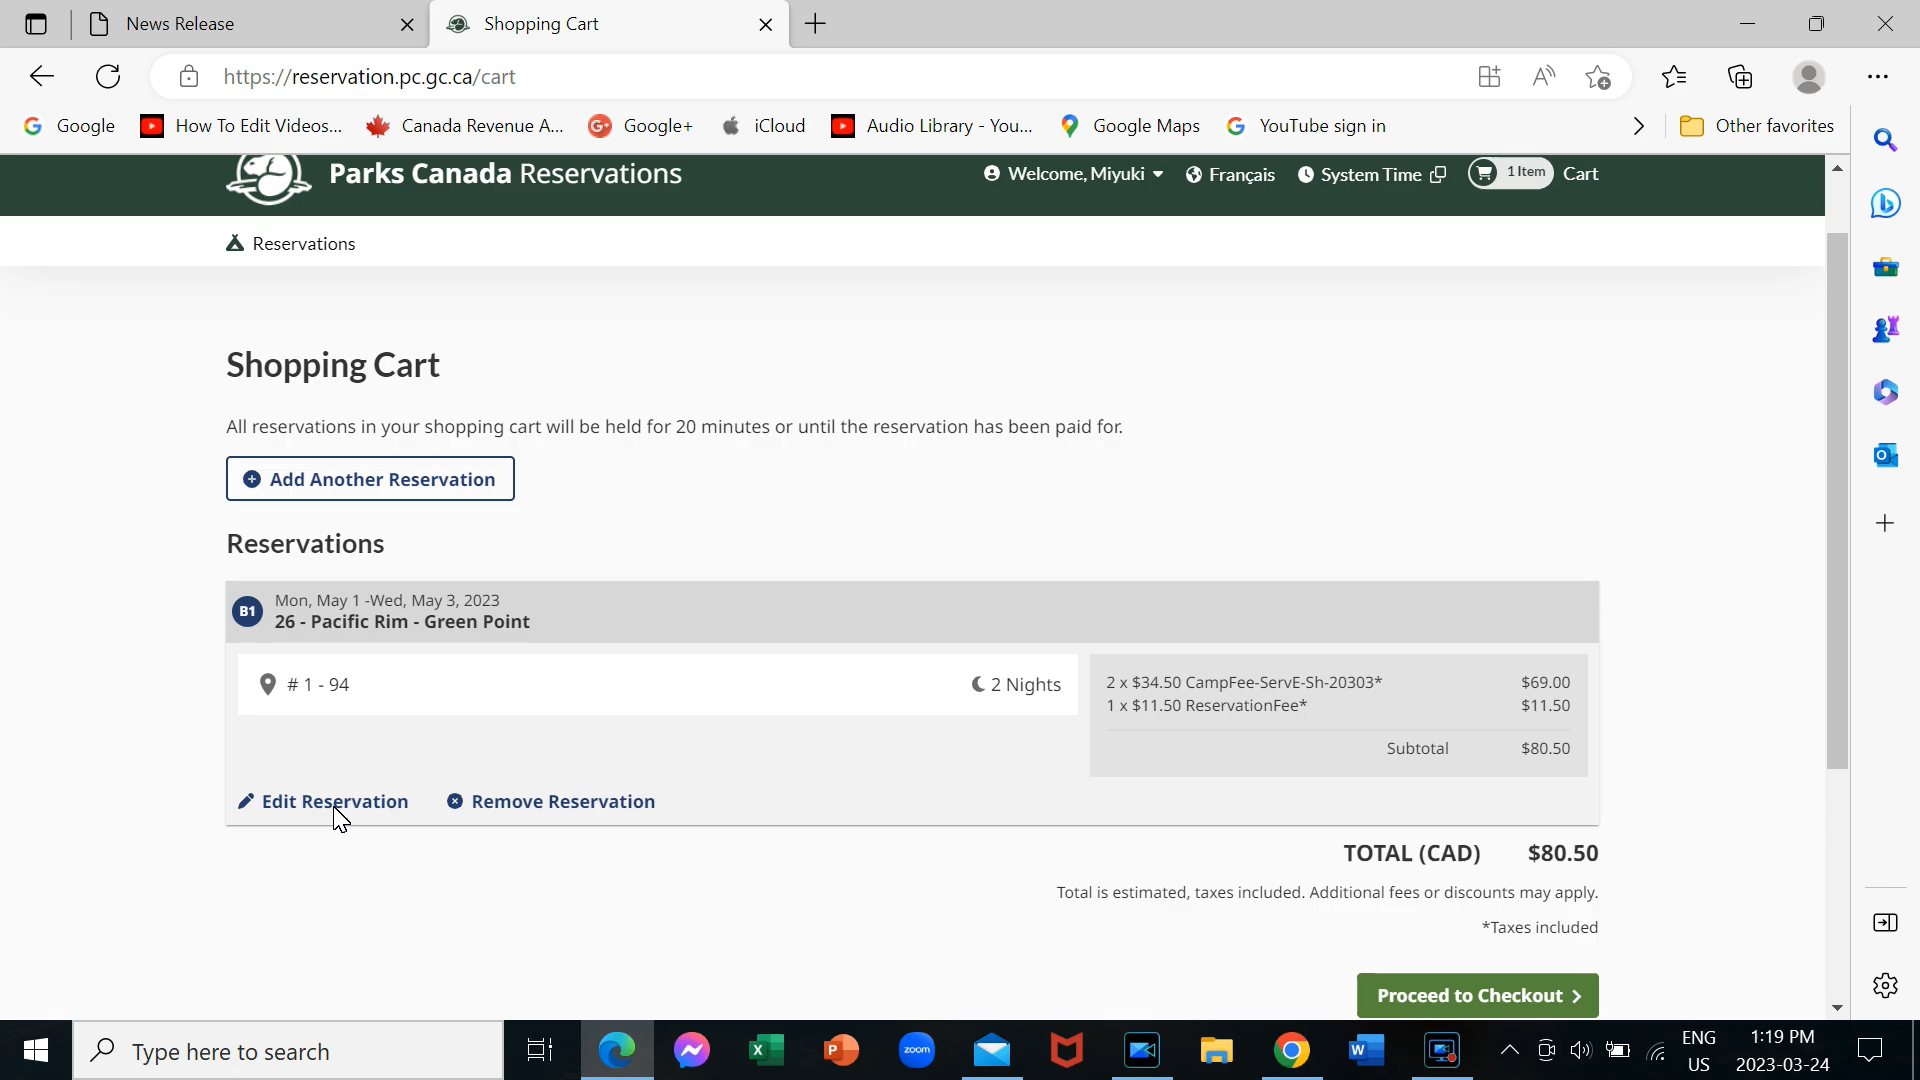 News Release
Shopping Cart
https://reservation.pc.gc.ca/cart
Google
How To Edit Videos...
Canada Revenue A...
Google+
iCloud
Audio Library - You...
Google Maps
YouTube sign in
Other favorites
Parks Canada Reservations
Welcome, Miyuki
Français
System Time
1 Item
Cart
Reservations
Shopping Cart
All reservations in your shopping cart will be held for 20 minutes or until the reservation has been paid for.
Add Another Reservation
Reservations
B1
Mon, May 1 -Wed, May 3, 2023
26 - Pacific Rim - Green Point
# 1 - 94
2 Nights
2 x $34.50 CampFee-ServE-Sh-20303* $69.00
1 x $11.50 ReservationFee* $11.50
Subtotal $80.50
Edit Reservation
Remove Reservation
TOTAL (CAD) $80.50
Total is estimated, taxes included. Additional fees or discounts may apply.
*Taxes included
Proceed to Checkout
Type here to search
zoom
ENG
US
1:19 PM
2023-03-24